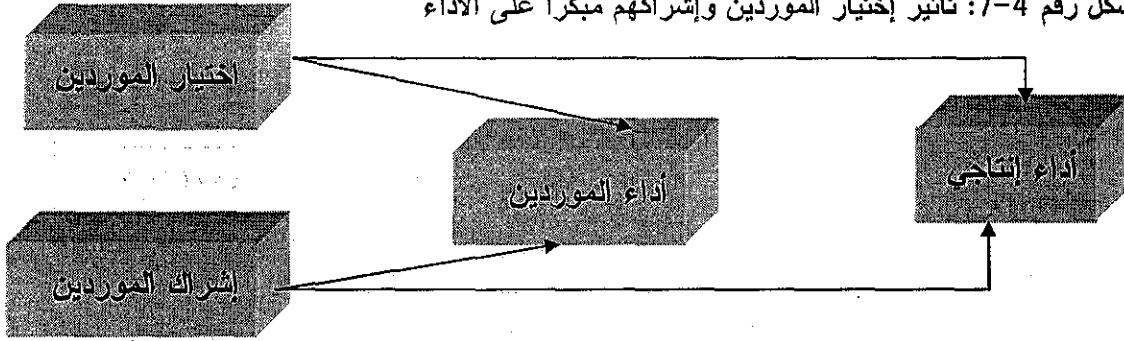 شكل رقم 4-7: تأثير إختيار الموردين وإشراكهم مبكرا على الأداء
اختيار الموردين
أداء إنتاجي
أداء الموردين
إشراك الموردين